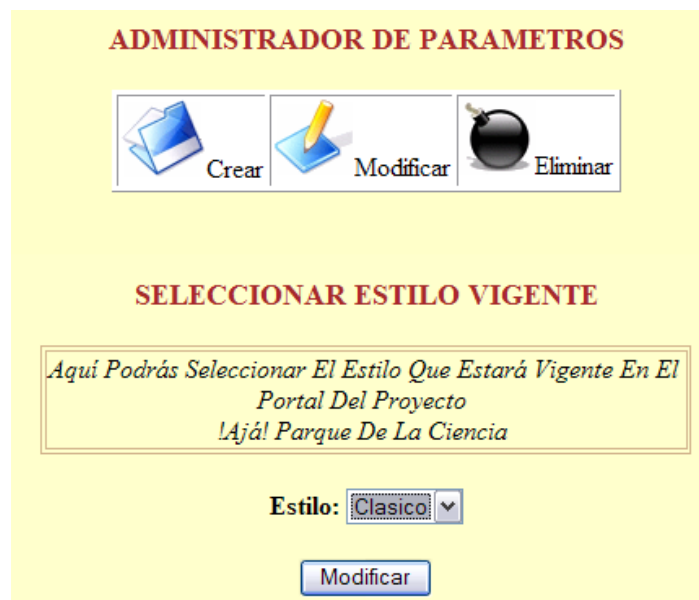 ADMINISTRADOR DE PARAMETROS
Crear Modificar Eliminar
SELECCIONAR ESTILO VIGENTE
Aquí Podrás Seleccionar El Estilo Que Estará Vigente En El
Portal Del Proyecto
!Ajá! Parque De La Ciencia
Estilo: Clasico
Modificar